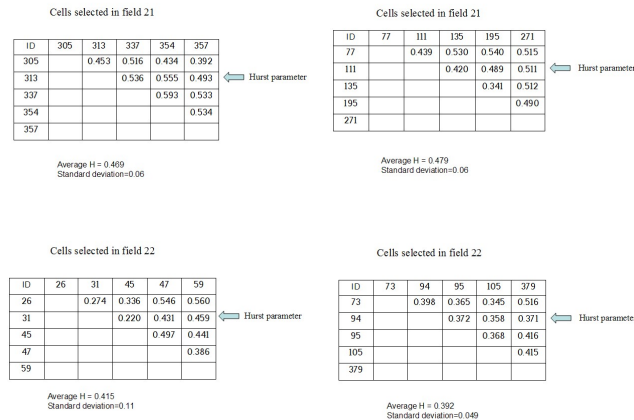 Cells selected in field 21
ID 305 313 337 354 357
305 0.453 0.516 0.434 0.392
313 0.536 0.555 0.493
337 0.593 0.533
354 0.534
357
Hurst parameter
Average H = 0.469
Standard deviation=0.06
Cells selected in field 21
ID 77 111 135 195 271
77 0.439 0.530 0.540 0.515
111 0.420 0.489 0.511
135 0.341 0.512
195 0.490
271
Hurst parameter
Average H = 0.479
Standard deviation=0.06
Cells selected in field 22
ID 26 31 45 47 59
26 0.274 0.336 0.546 0.560
31 0.220 0.431 0.459
45 0.497 0.441
47 0.386
59
Hurst parameter
Average H = 0.415
Standard deviation=0.11
Cells selected in field 22
ID 73 94 95 105 379
73 0.398 0.365 0.345 0.516
94 0.372 0.358 0.371
95 0.368 0.416
105 0.415
379
Hurst paramete
Average H = 0.392
Standard deviation=0.049